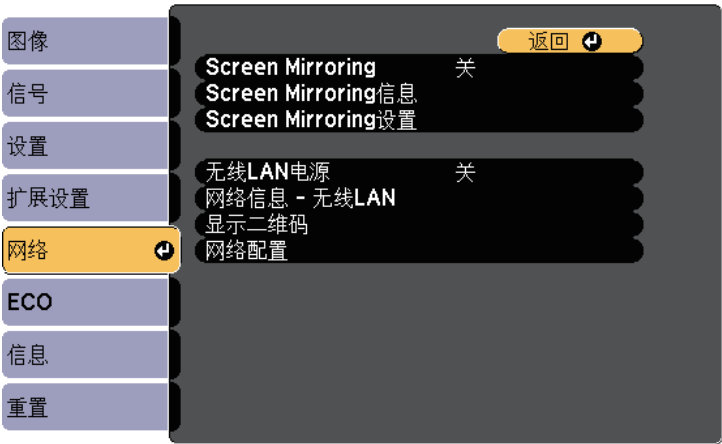 图像
信号
设置
扩展设置
网络
ECO
信息
重置
返回
Screen Mirroring 关
Screen Mirroring信息
Screen Mirroring设置
无线LAN电源 关
网络信息 - 无线LAN
显示二维码
网络配置